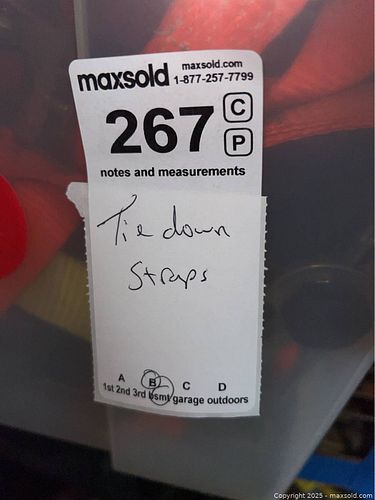 maxsold maxsold.com
1-877-257-7799
267 C
P
notes and measurements
Tie down
Straps
A B C D
1st 2nd 3rd bsmt garage outdoors
Copyright 2025 - maxsold.com